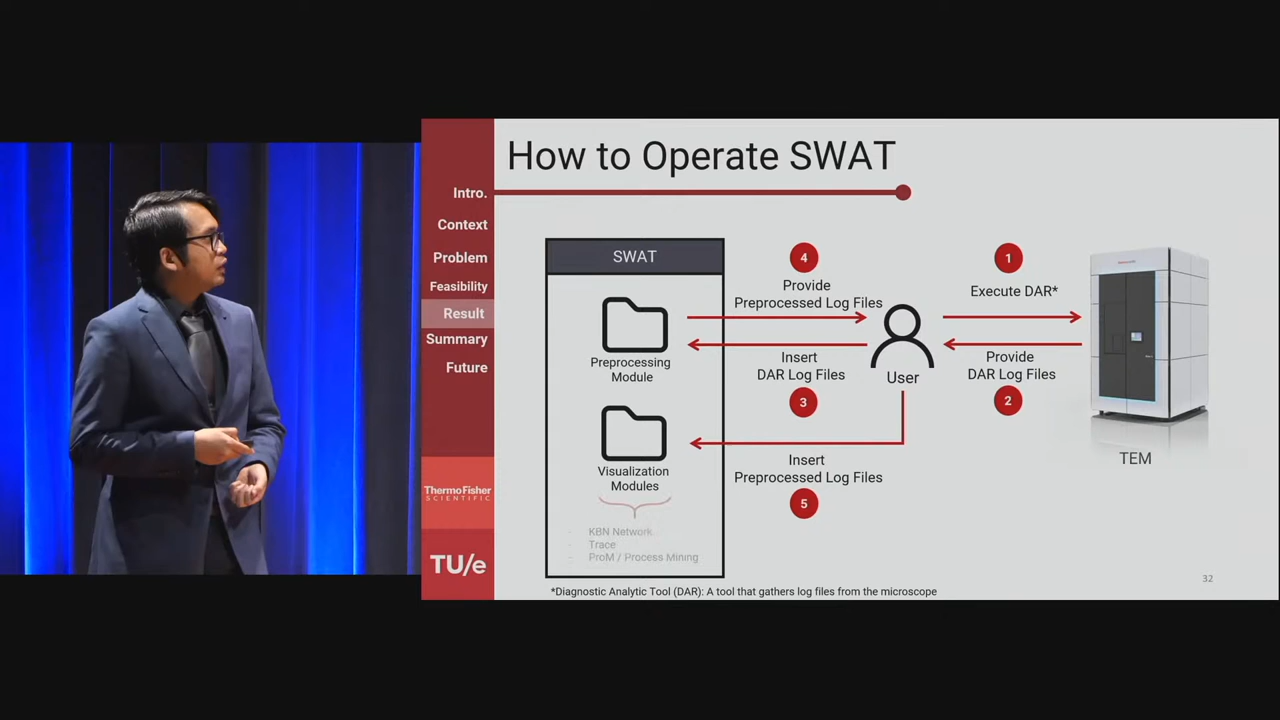 How to Operate SWAT
Intro.
Context
Problem
Feasibility
Result
Summary
Future
ThermoFisher
SCIENTIFIC
TU/e
SWAT
Preprocessing
Module
Visualization
Modules
- KBN Network
- Trace
- ProM / Process Mining
4
Provide
Preprocessed Log Files
Insert
DAR Log Files
3
Insert
Preprocessed Log Files
5
User
1
Execute DAR*
Provide
DAR Log Files
2
TEM
*Diagnostic Analytic Tool (DAR): A tool that gathers log files from the microscope
32